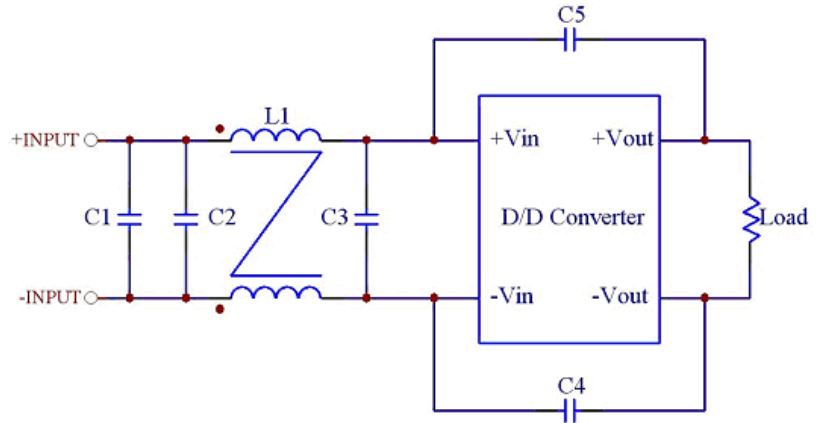 C5
L1
+INPUT
+Vin
+Vout
C1
C2
C3
D/D Converter
Load
-INPUT
-Vin
-Vout
C4